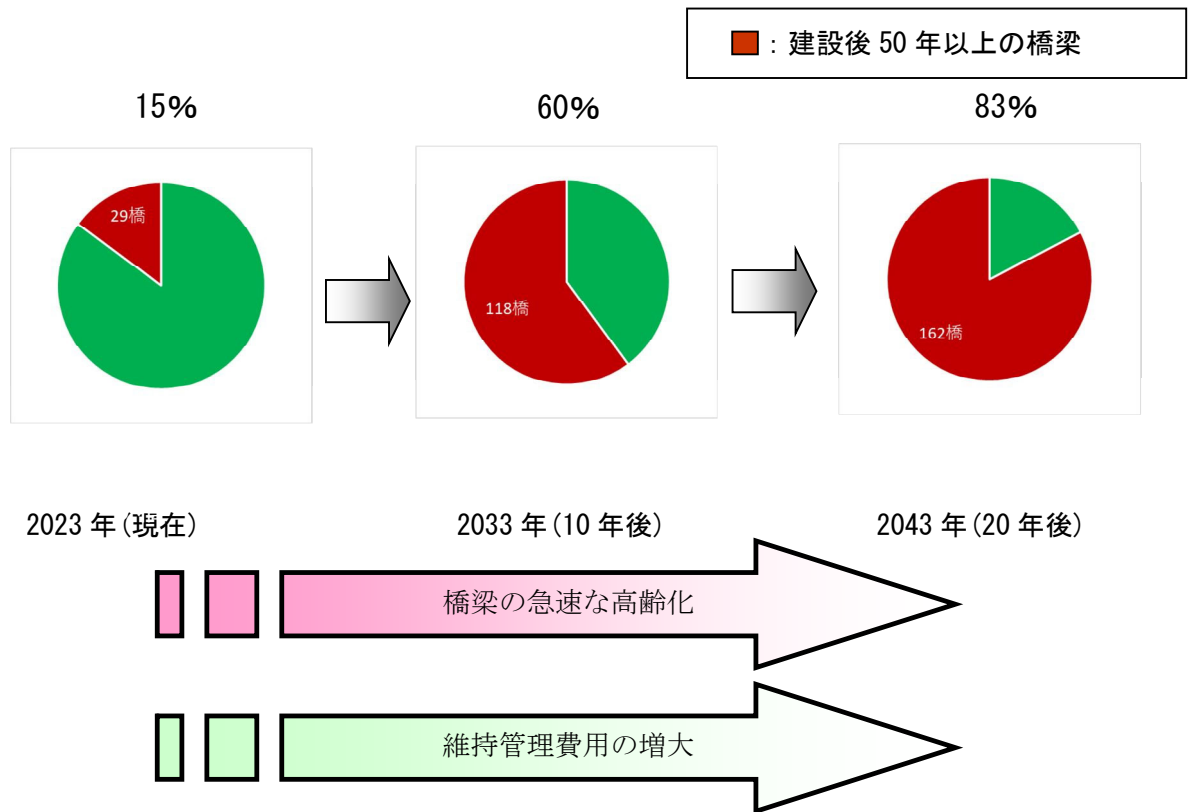 ：建設後 50 年以上の橋梁
15%
60%
83%
29橋
118橋
162橋
2023 年(現在)
2033 年(10 年後)
2043 年(20 年後)
橋梁の急速な高齢化
維持管理費用の増大